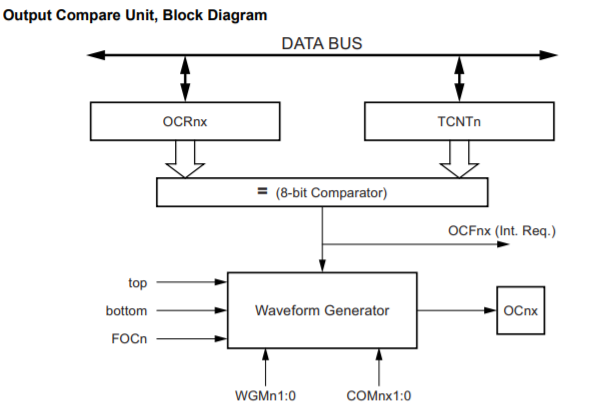 Output Compare Unit, Block Diagram
DATA BUS
OCRnx
TCNTn
= (8-bit Comparator)
OCFnx (Int. Req.)
top
bottom
FOCn
Waveform Generator
OCnx
WGMn1:0
COMnx1:0